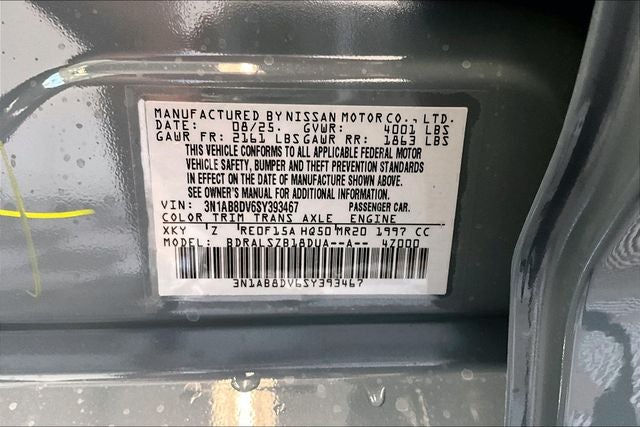 MANUFACTURED BY NISSAN MOTOR CO., LTD.
DATE: 08/25. GVWR: 4001 LBS
GAWR FR: 2161 LBS GAWR RR: 1863 LBS
THIS VEHICLE CONFORMS TO ALL APPLICABLE FEDERAL MOTOR
VEHICLE SAFETY, BUMPER AND THEFT PREVENTION STANDARDS
IN EFFECT ON THE DATE OF MANUFACTURE SHOWN ABOVE.
SEE OWNER'S MANUAL FOR ADDITIONAL INFORMATION.
VIN: 3N1AB8DV6SY393467 PASSENGER CAR.
COLOR TRIM TRANS AXLE ENGINE
XKY 'Z 'RE0F15A HQ50'MR20 1997 CC
MODEL: BDRALSZB18DUA--A-- 4Z000
3N1AB8DV6SY393467